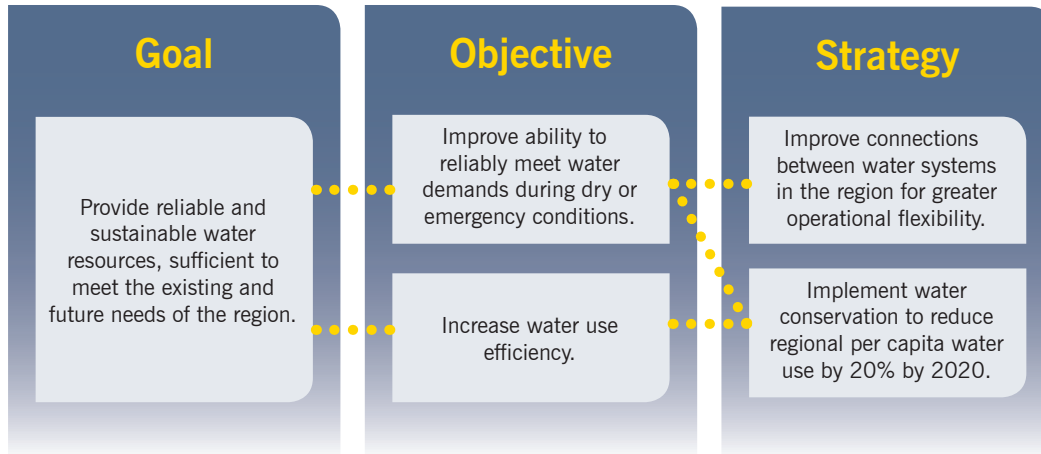 Goal
Provide reliable and
sustainable water
resources, sufficient to
meet the existing and
future needs of the region.
Objective
Improve ability to
reliably meet water
demands during dry or
emergency conditions.
Increase water use
efficiency.
Strategy
Improve connections
between water systems
in the region for greater
operational flexibility.
Implement water
conservation to reduce
regional per capita water
use by 20% by 2020.